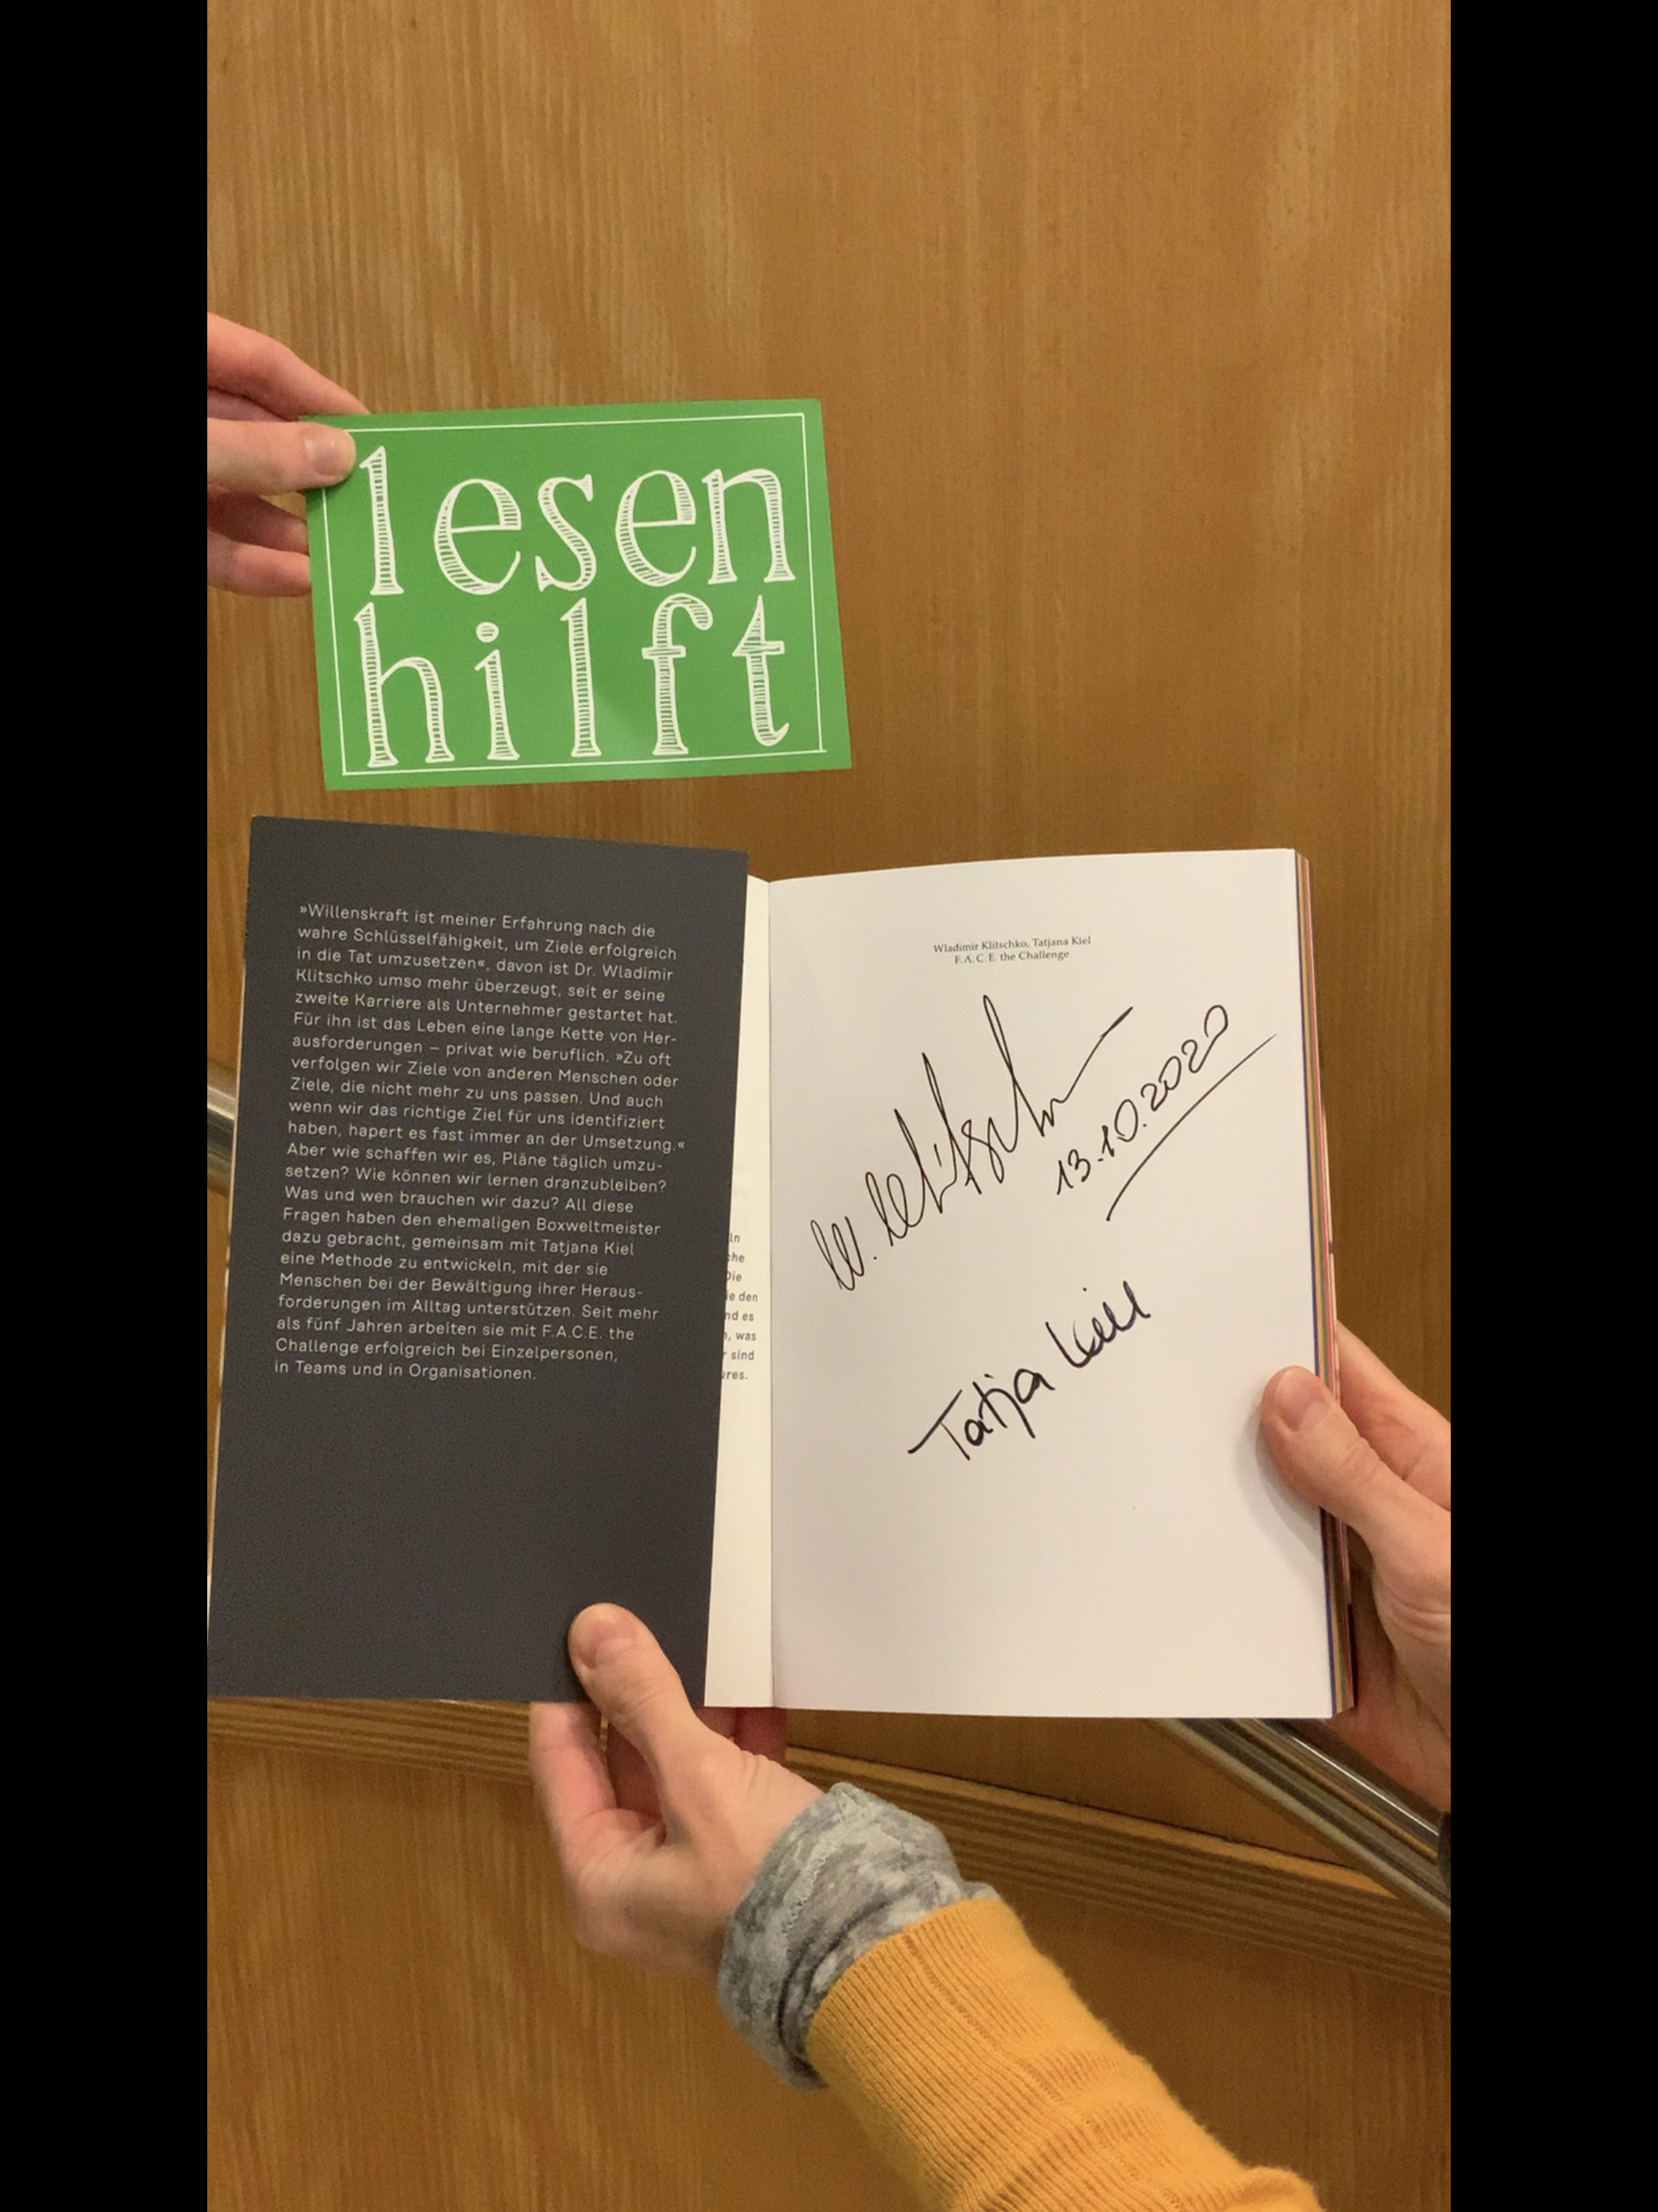 lesen
hilft
»Willenskraft ist meiner Erfahrung nach die
wahre Schlüsselfähigkeit, um Ziele erfolgreich
in die Tat umzusetzen«, davon ist Dr. Wladimir
Klitschko umso mehr überzeugt, seit er seine
zweite Karriere als Unternehmer gestartet hat.
Für ihn ist das Leben eine lange Kette von Her-
ausforderungen – privat wie beruflich. »Zu oft
verfolgen wir Ziele von anderen Menschen oder
Ziele, die nicht mehr zu uns passen. Und auch
wenn wir das richtige Ziel für uns identifiziert
haben, hapert es fast immer an der Umsetzung.«
Aber wie schaffen wir es, Pläne täglich umzu-
setzen? Wie können wir lernen dranzubleiben?
Was und wen brauchen wir dazu? All diese
Fragen haben den ehemaligen Boxweltmeister
dazu gebracht, gemeinsam mit Tatjana Kiel
eine Methode zu entwickeln, mit der sie
Menschen bei der Bewältigung ihrer Heraus-
forderungen im Alltag unterstützen. Seit mehr
als fünf Jahren arbeiten sie mit F.A.C.E. the
Challenge erfolgreich bei Einzelpersonen,
in Teams und in Organisationen.
den
es
was
sind
Wladimir Klitschko, Tatjana Kiel
F. A. C. E. the Challenge
W. Klitschko
13.10.2020
Tatjana Kiel